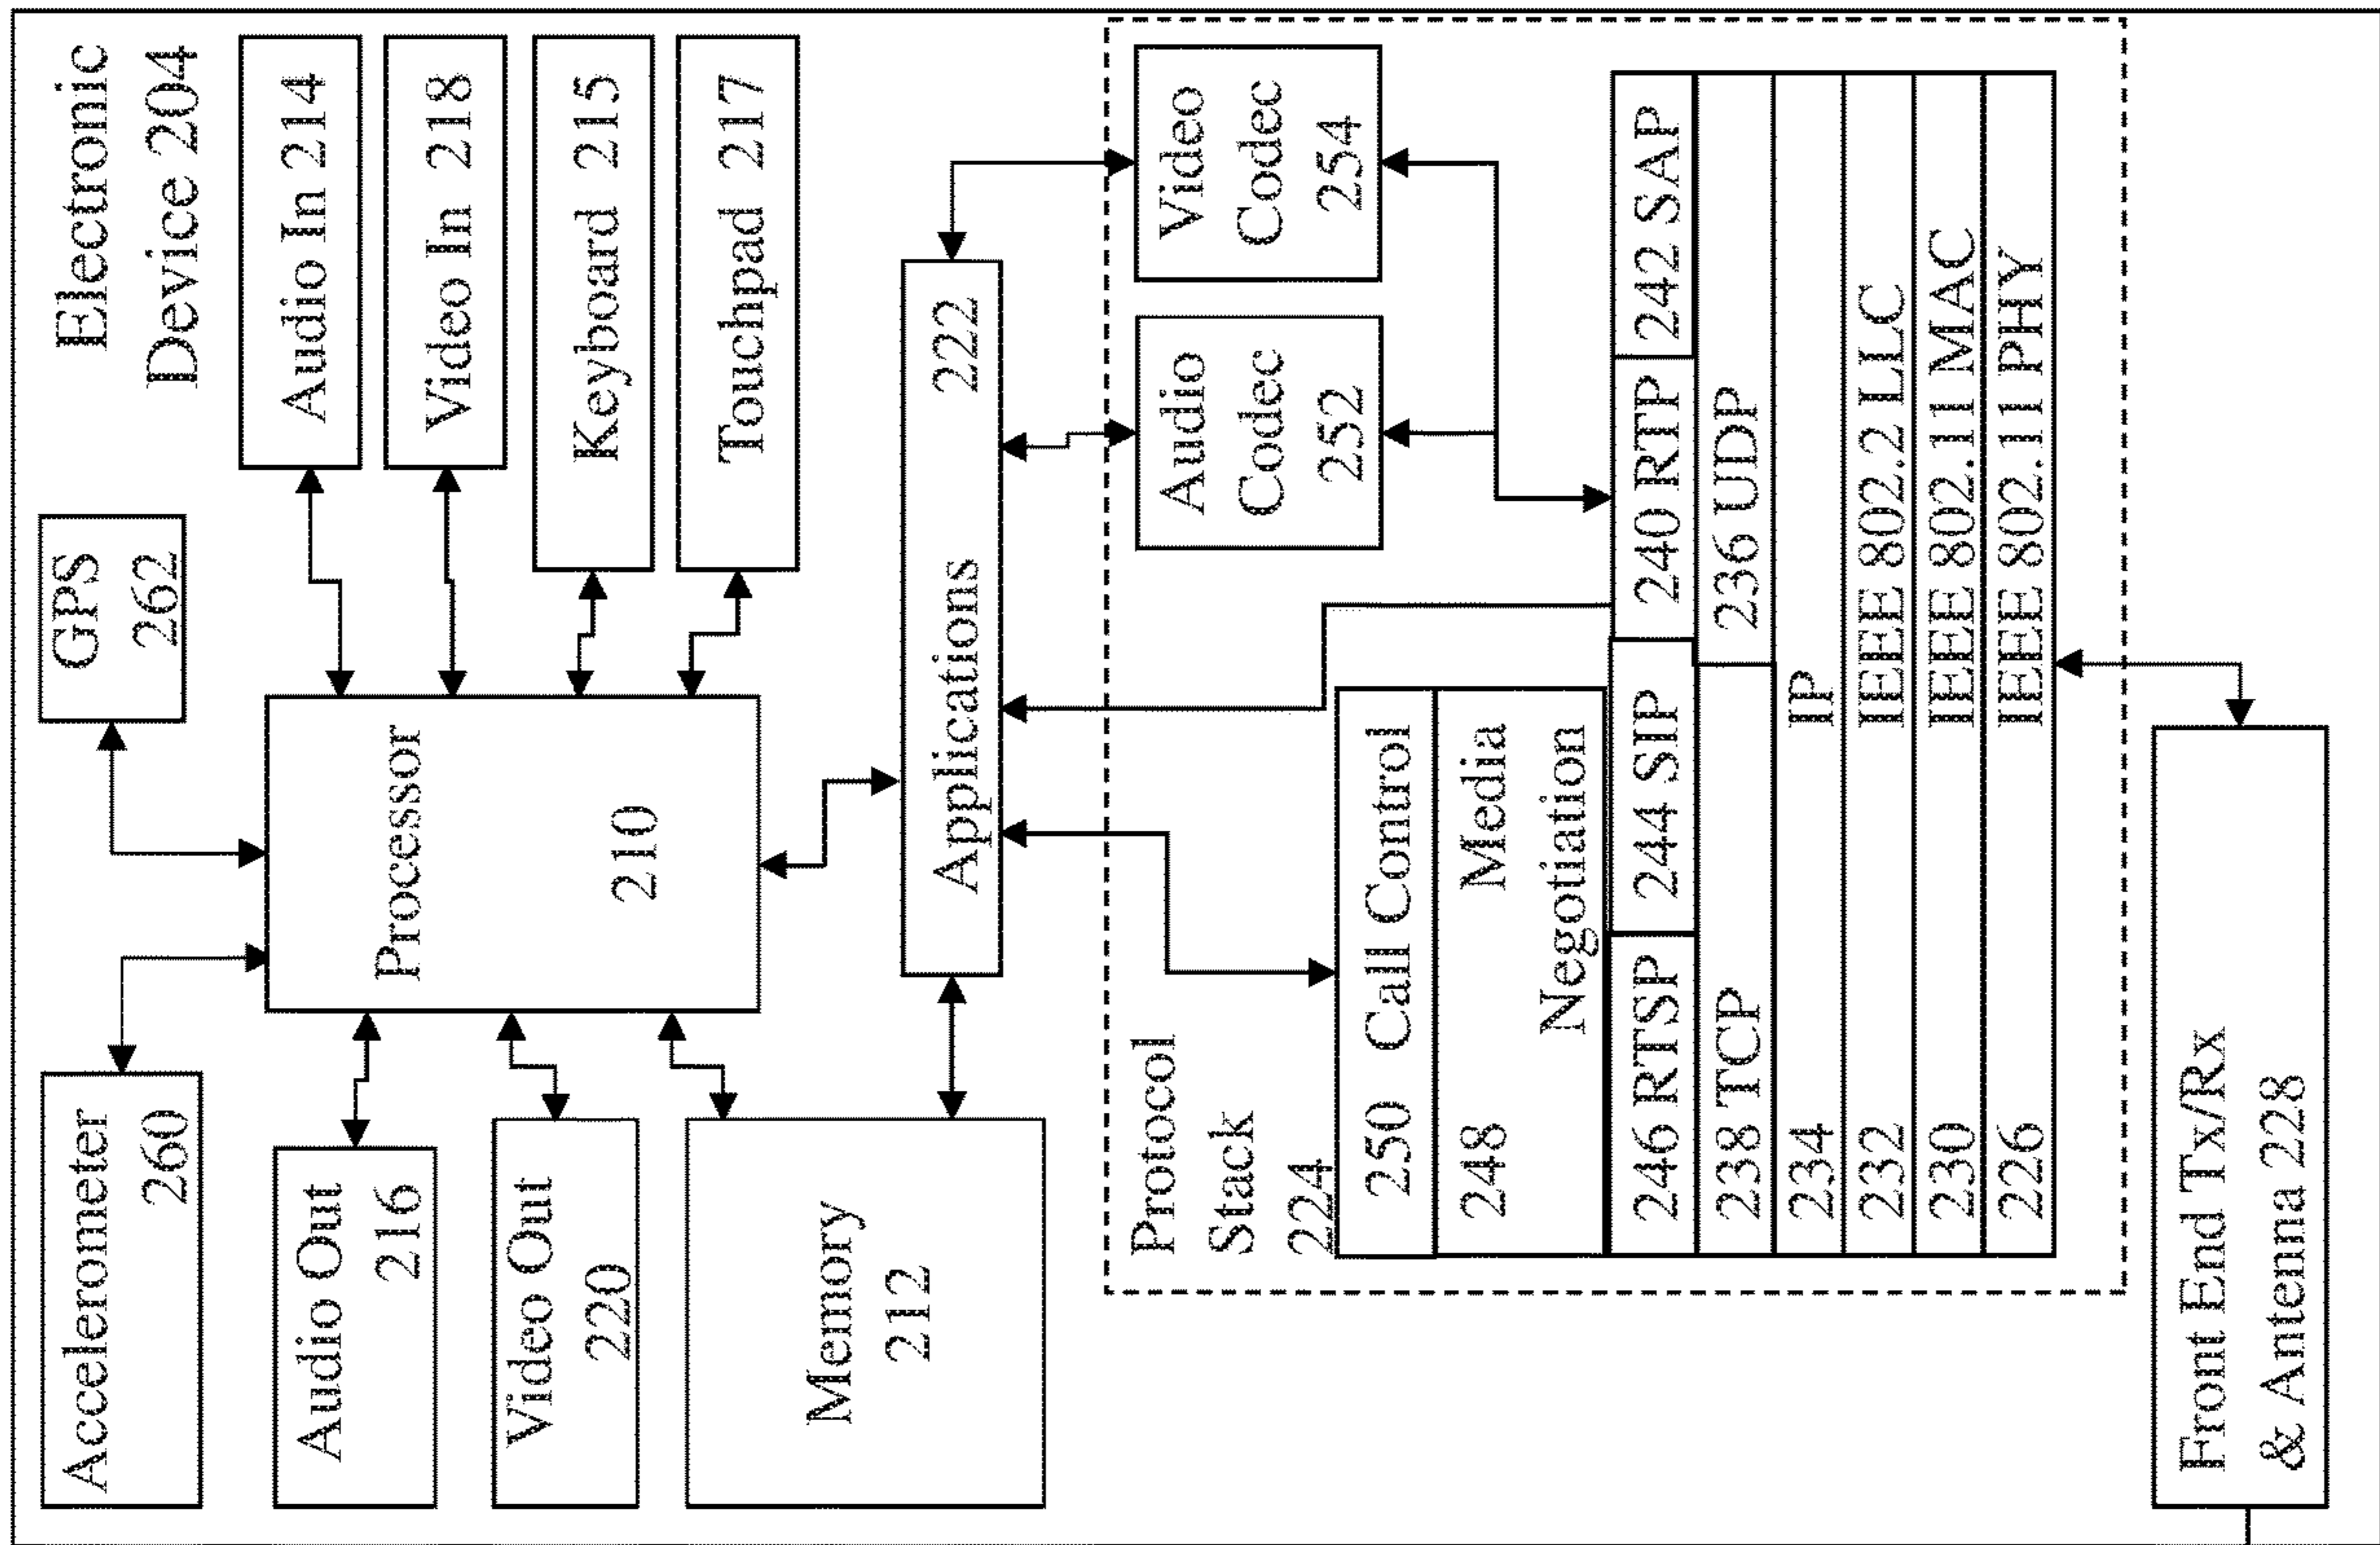 Electronic
Device 204
Accelerometer
260
GPS
262
Audio In 214
Video In 218
Keyboard 215
Touchpad 217
Processor
210
Audio Out
216
Video Out
220
Memory
212
Applications 222
Protocol
Stack
224
Audio
Codec
252
Video
Codec
254
250 Call Control
248 Media
Negotiation
246 RTSP
244 SIP
240 RTP
242 SAP
238 TCP
236 UDP
234 IP
232 IEEE 802.2 LLC
230 IEEE 802.11 MAC
226 IEEE 802.11 PHY
Front End Tx/Rx
& Antenna 228